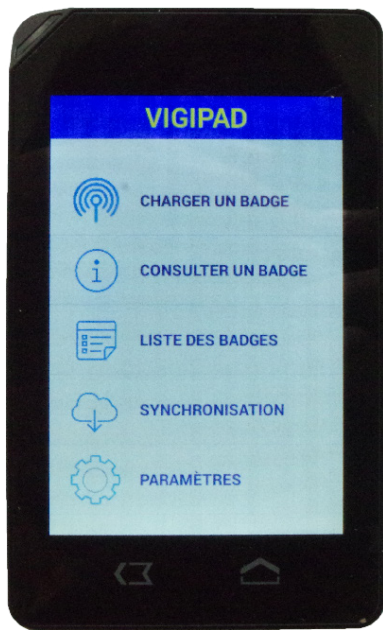 VIGIPAD
CHARGER UN BADGE
CONSULTER UN BADGE
LISTE DES BADGES
SYNCHRONISATION
PARAMÈTRES